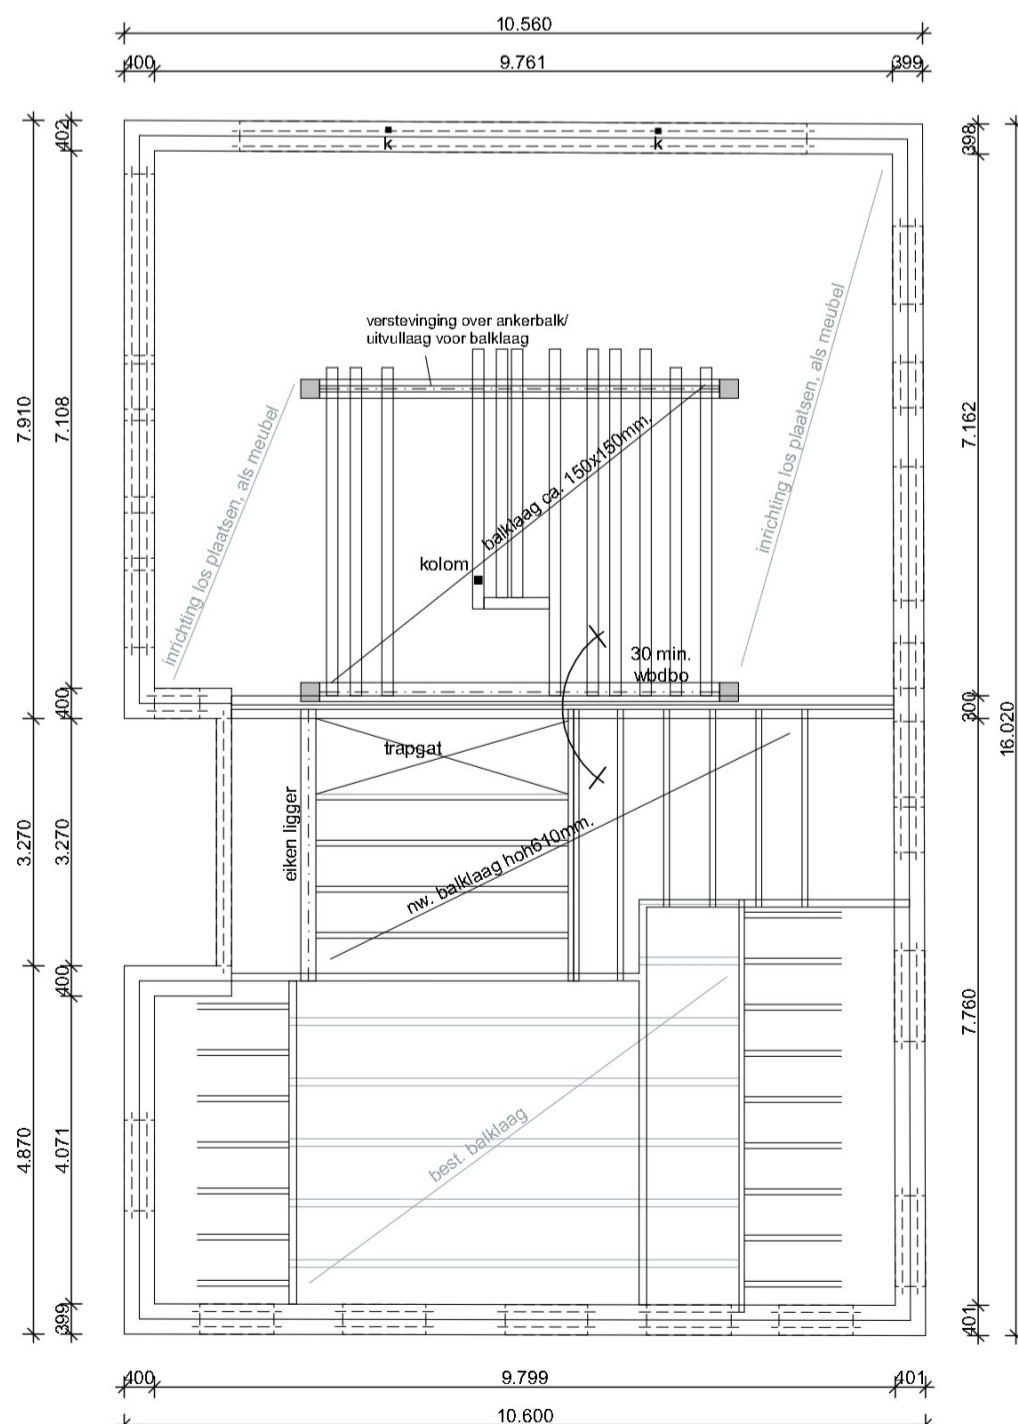 10.560
400
9.761
399
402
398
k
k
verstevinging over ankerbalk/
uitvullaag voor balklaag
7.910
7.108
7.162
inrichting los plaatsen, als meubel
inrichting los plaatsen, als meubel
balklaag ca. 150x150mm.
kolom
30 min.
wbdbo
400
300
16.020
trapgat
eiken ligger
nw. balklaag hoh610mm.
3.270
3.270
400
7.760
best. balklaag
4.870
4.071
399
401
400
9.799
401
10.600